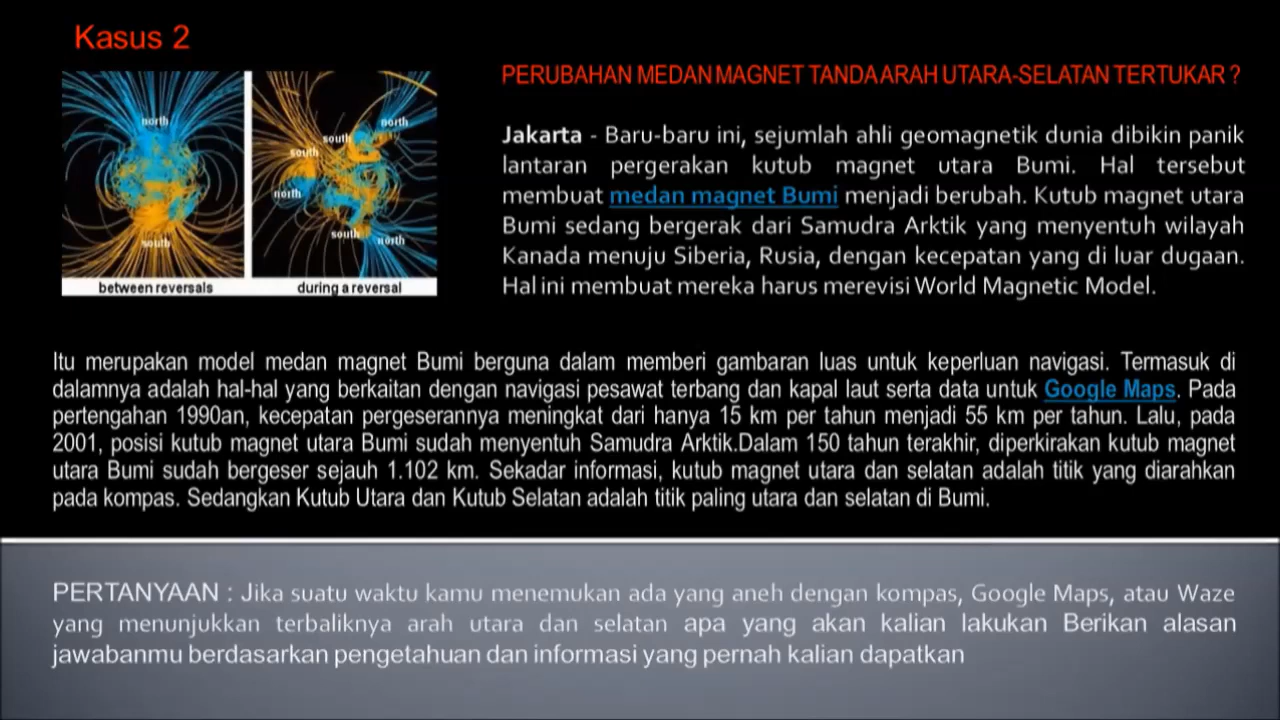 Kasus 2
north
south
between reversals
north
south
south
north
south
north
during a reversal
PERUBAHAN MEDAN MAGNET TANDA ARAH UTARA-SELATAN TERTUKAR ?
Jakarta - Baru-baru ini, sejumlah ahli geomagnetik dunia dibikin panik
lantaran pergerakan kutub magnet utara Bumi. Hal tersebut
membuat medan magnet Bumi menjadi berubah. Kutub magnet utara
Bumi sedang bergerak dari Samudra Arktik yang menyentuh wilayah
Kanada menuju Siberia, Rusia, dengan kecepatan yang di luar dugaan.
Hal ini membuat mereka harus merevisi World Magnetic Model.
Itu merupakan model medan magnet Bumi berguna dalam memberi gambaran luas untuk keperluan navigasi. Termasuk di
dalamnya adalah hal-hal yang berkaitan dengan navigasi pesawat terbang dan kapal laut serta data untuk Google Maps. Pada
pertengahan 1990an, kecepatan pergeserannya meningkat dari hanya 15 km per tahun menjadi 55 km per tahun. Lalu, pada
2001, posisi kutub magnet utara Bumi sudah menyentuh Samudra Arktik.Dalam 150 tahun terakhir, diperkirakan kutub magnet
utara Bumi sudah bergeser sejauh 1.102 km. Sekadar informasi, kutub magnet utara dan selatan adalah titik yang diarahkan
pada kompas. Sedangkan Kutub Utara dan Kutub Selatan adalah titik paling utara dan selatan di Bumi.
PERTANYAAN : Jika suatu waktu kamu menemukan ada yang aneh dengan kompas, Google Maps, atau Waze
yang menunjukkan terbaliknya arah utara dan selatan apa yang akan kalian lakukan Berikan alasan
jawabanmu berdasarkan pengetahuan dan informasi yang pernah kalian dapatkan